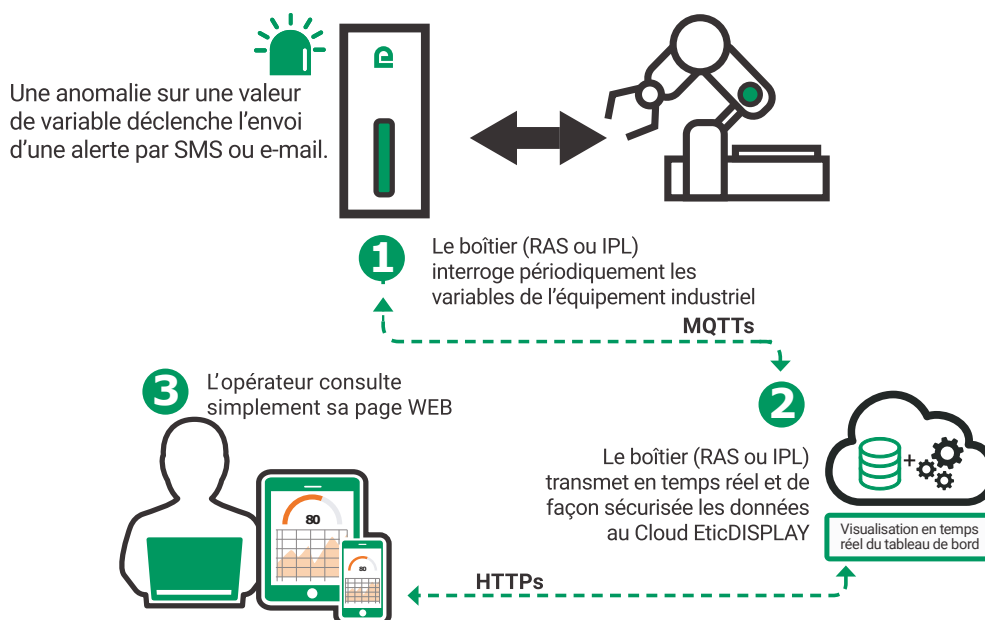 Une anomalie sur une valeur
de variable déclenche l’envoi
d’une alerte par SMS ou e-mail.
1
Le boîtier (RAS ou IPL)
interroge périodiquement les
variables de l’équipement industriel
MQTTs
3
L’opérateur consulte
simplement sa page WEB
2
Le boîtier (RAS ou IPL)
transmet en temps réel et de
façon sécurisée les données
au Cloud EticDISPLAY
+
Visualisation en temps
réel du tableau de bord
80
80
HTTPs